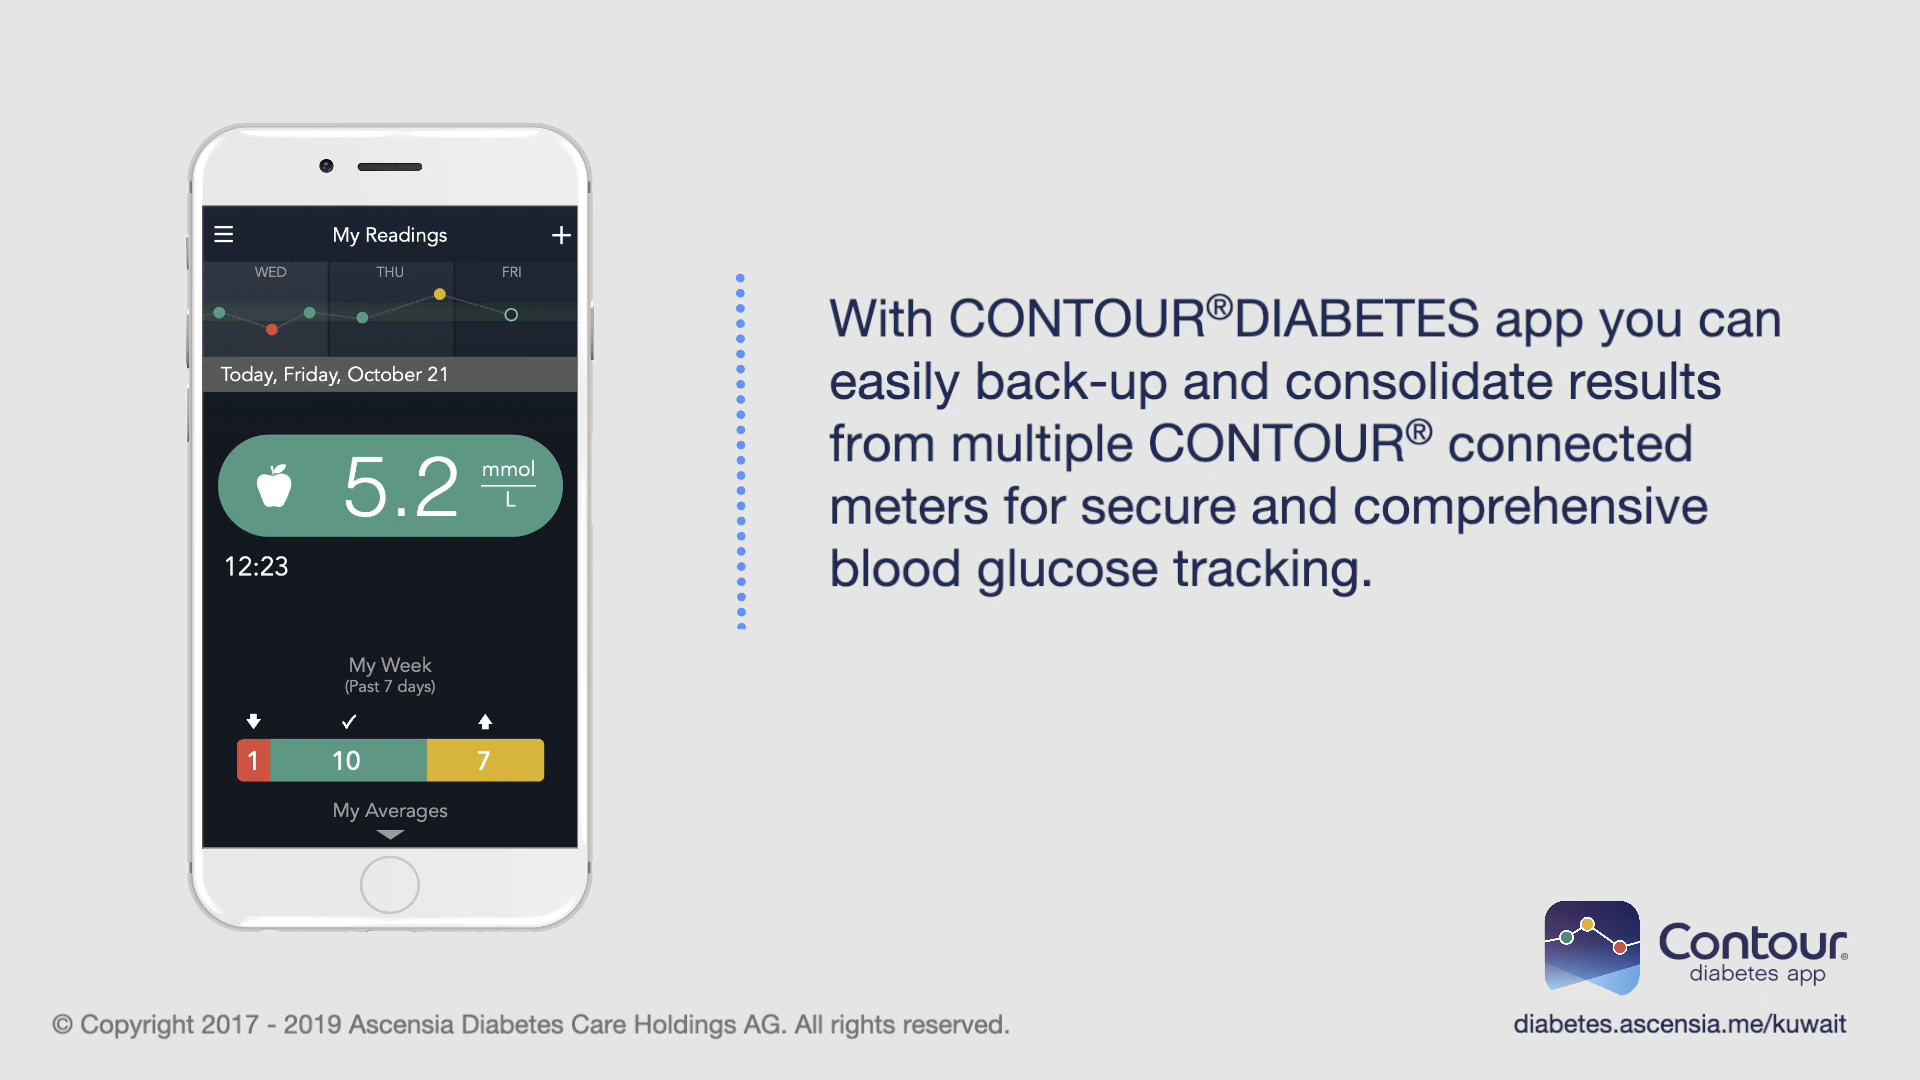 My Readings
WED THU FRI
Today, Friday, October 21
5.2 mmol
L
12:23
My Week
(Past 7 days)
1 10 7
My Averages
With CONTOUR®DIABETES app you can
easily back-up and consolidate results
from multiple CONTOUR® connected
meters for secure and comprehensive
blood glucose tracking.
Contour®
diabetes app
diabetes.ascensia.me/kuwait
© Copyright 2017 - 2019 Ascensia Diabetes Care Holdings AG. All rights reserved.